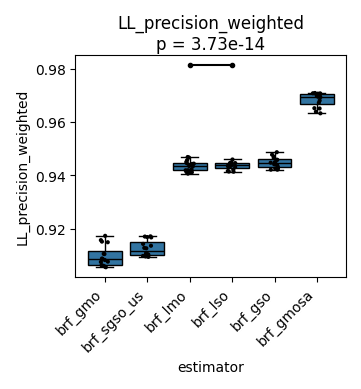 LL_precision_weighted
p = 3.73e-14
LL_precision_weighted
0.98
0.96
0.94
0.92
brf_gmo
brf_sgso_us
brf_lmo
brf_lso
brf_gso
brf_gmosa
estimator